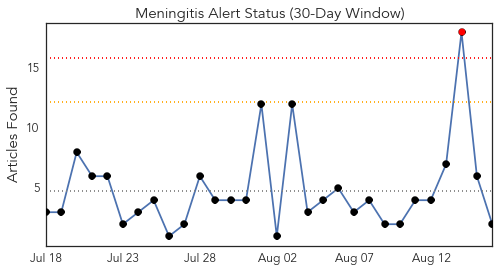 Meningitis Alert Status (30-Day Window)
Articles Found
15
10
5
Jul 18 Jul 23 Jul 28 Aug 02 Aug 07 Aug 12